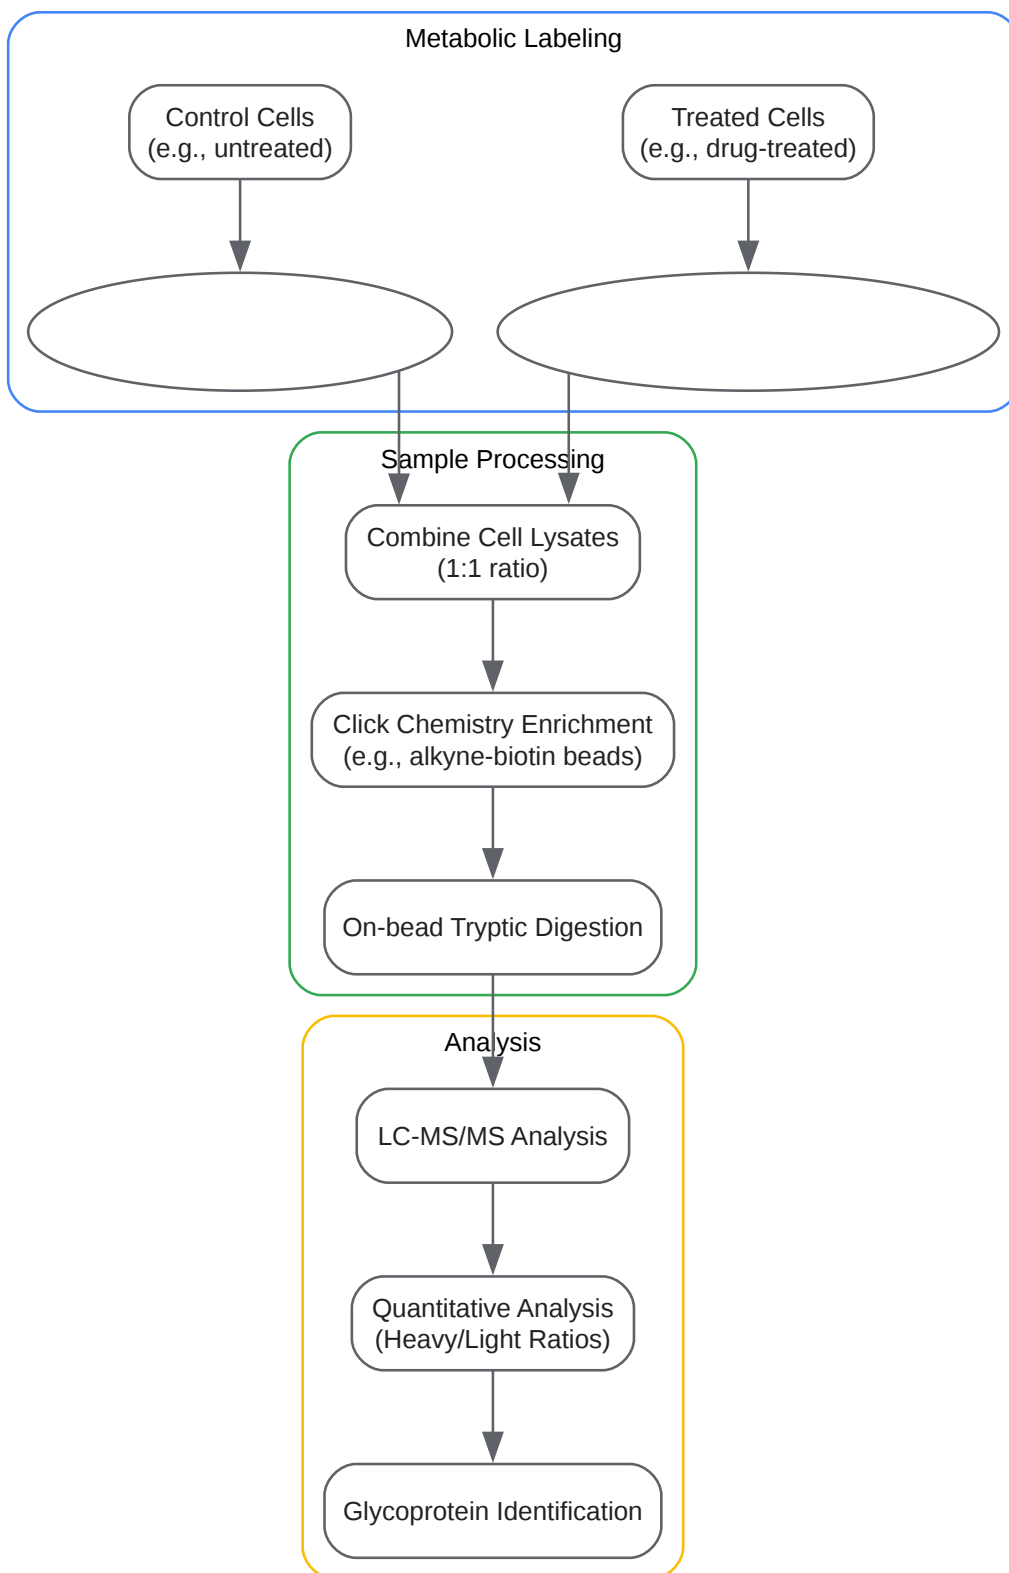 Metabolic Labeling
Control Cells
(e.g., untreated)
Treated Cells
(e.g., drug-treated)
Sample Processing
Combine Cell Lysates
(1:1 ratio)
Click Chemistry Enrichment
(e.g., alkyne-biotin beads)
On-bead Tryptic Digestion
Analysis
LC-MS/MS Analysis
Quantitative Analysis
(Heavy/Light Ratios)
Glycoprotein Identification